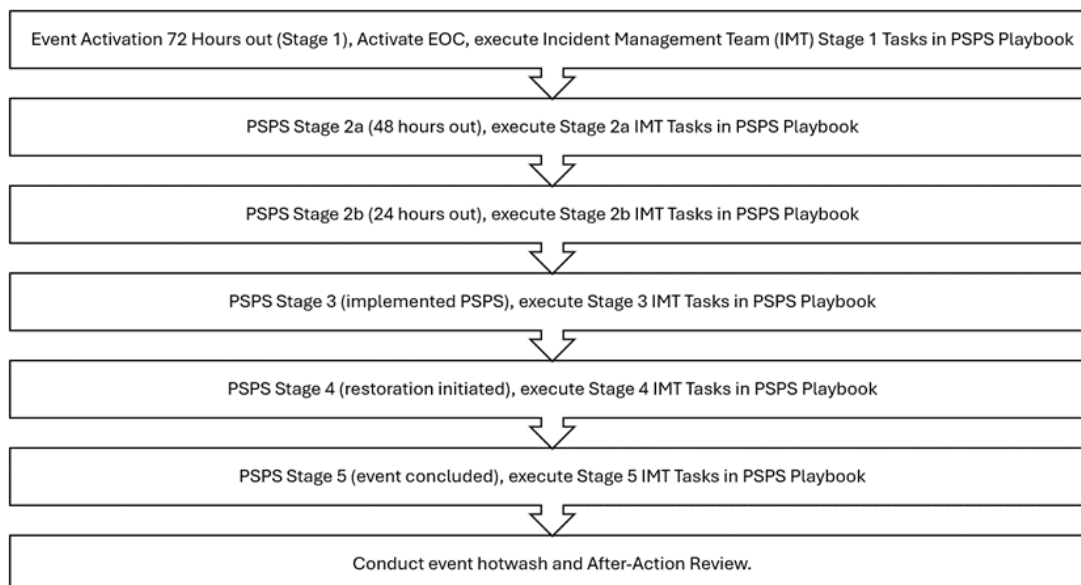 Event Activation 72 Hours out (Stage 1), Activate EOC, execute Incident Management Team (IMT) Stage 1 Tasks in PSPS Playbook
PSPS Stage 2a (48 hours out), execute Stage 2a IMT Tasks in PSPS Playbook
PSPS Stage 2b (24 hours out), execute Stage 2b IMT Tasks in PSPS Playbook
PSPS Stage 3 (implemented PSPS), execute Stage 3 IMT Tasks in PSPS Playbook
PSPS Stage 4 (restoration initiated), execute Stage 4 IMT Tasks in PSPS Playbook
PSPS Stage 5 (event concluded), execute Stage 5 IMT Tasks in PSPS Playbook
Conduct event hotwash and After-Action Review.